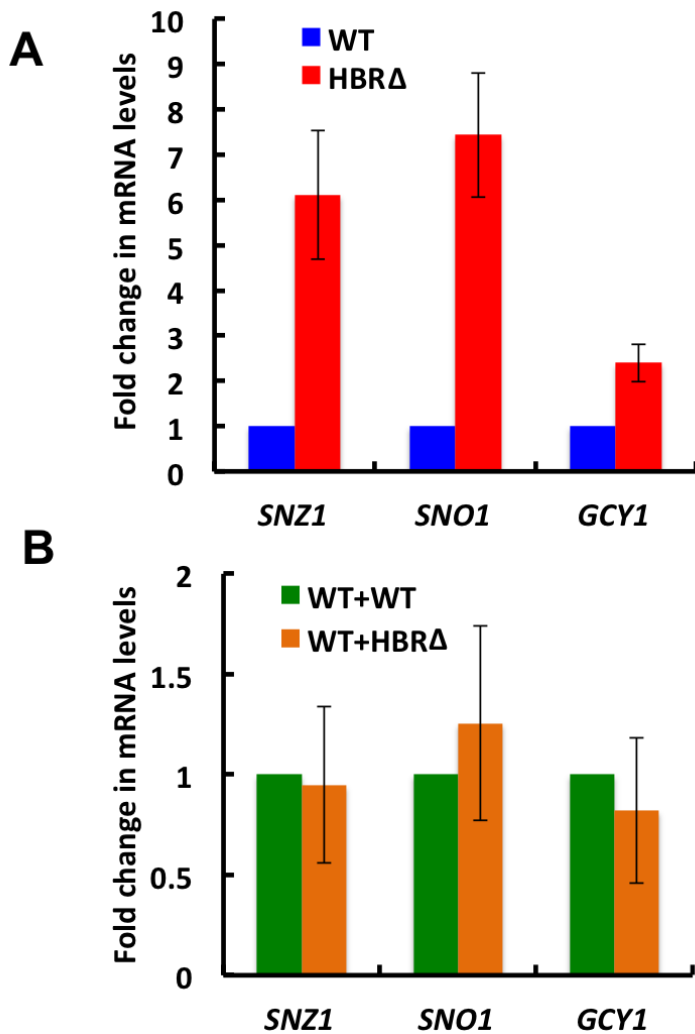 A
Fold change in mRNA levels
10
9
8
7
6
5
4
3
2
1
0
WT
HBRΔ
SNZ1 SNO1 GCY1
B
Fold change in mRNA levels
2
1.5
1
0.5
0
WT+WT
WT+HBRΔ
SNZ1 SNO1 GCY1